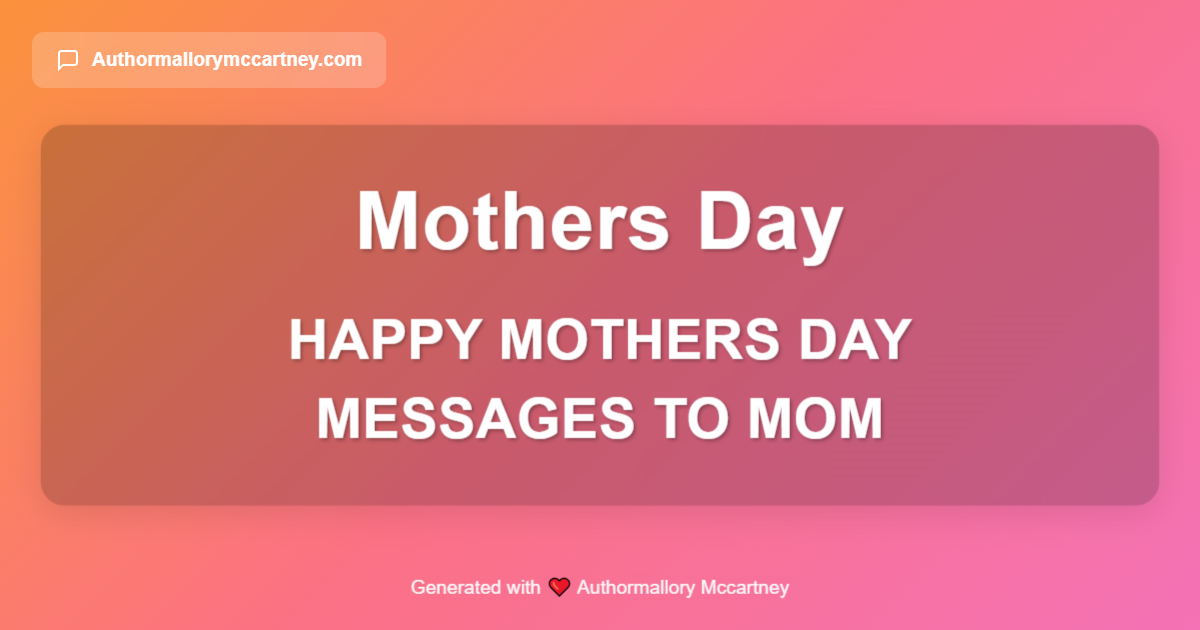 Authormallorymccartney.com
Mothers Day
HAPPY MOTHERS DAY
MESSAGES TO MOM
Generated with ❤️ Authormallory Mccartney